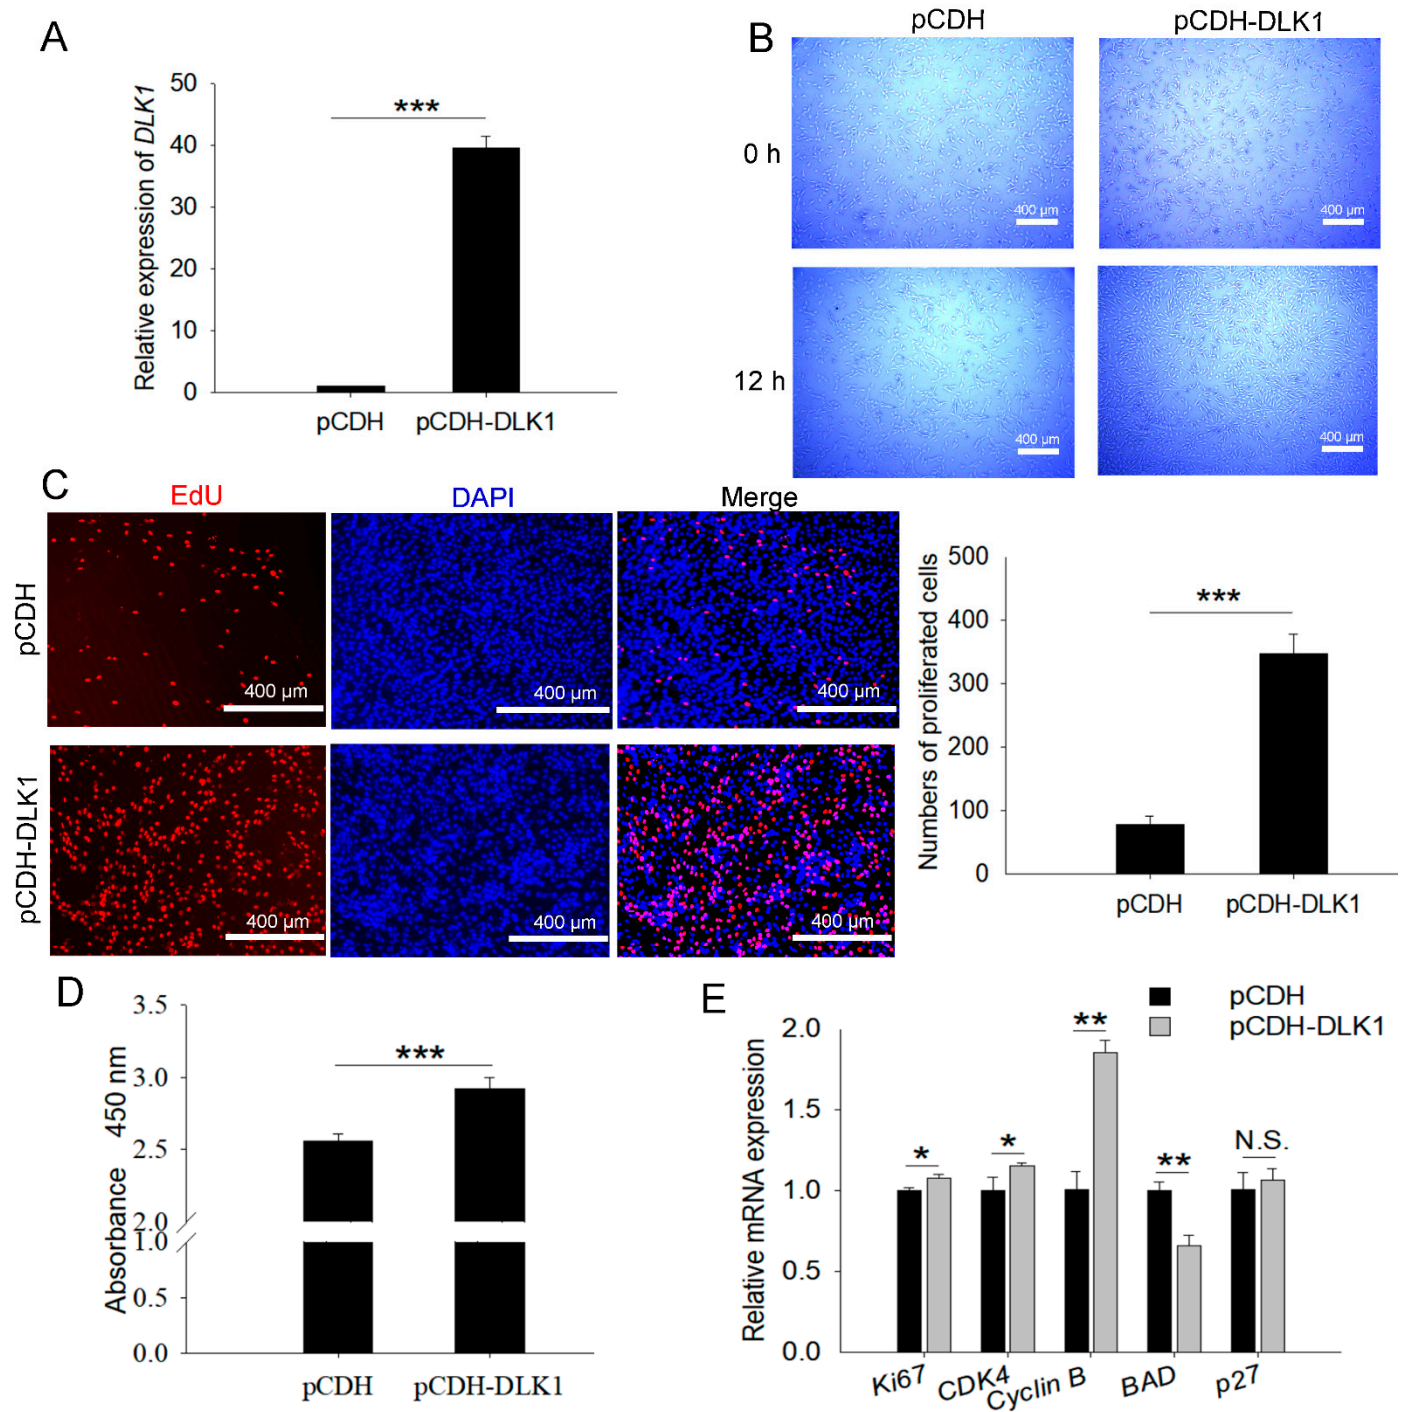 A
50
40
30
20
10
0
Relative expression of DLK1
***
pCDH
pCDH-DLK1
B
pCDH
pCDH-DLK1
0 h
400 µm
400 µm
12 h
400 µm
400 µm
C
EdU
DAPI
Merge
pCDH
400 µm
400 µm
400 µm
pCDH-DLK1
400 µm
400 µm
400 µm
Numbers of proliferated cells
500
400
300
200
100
0
***
pCDH
pCDH-DLK1
D
Absorbance 450 nm
3.5
3.0
2.5
2.0
1.0
0.5
0.0
***
pCDH
pCDH-DLK1
E
pCDH
pCDH-DLK1
Relative mRNA expression
2.0
1.5
1.0
0.5
0.0
*
*
**
**
N.S.
Ki67
CDK4
Cyclin B
BAD
p27